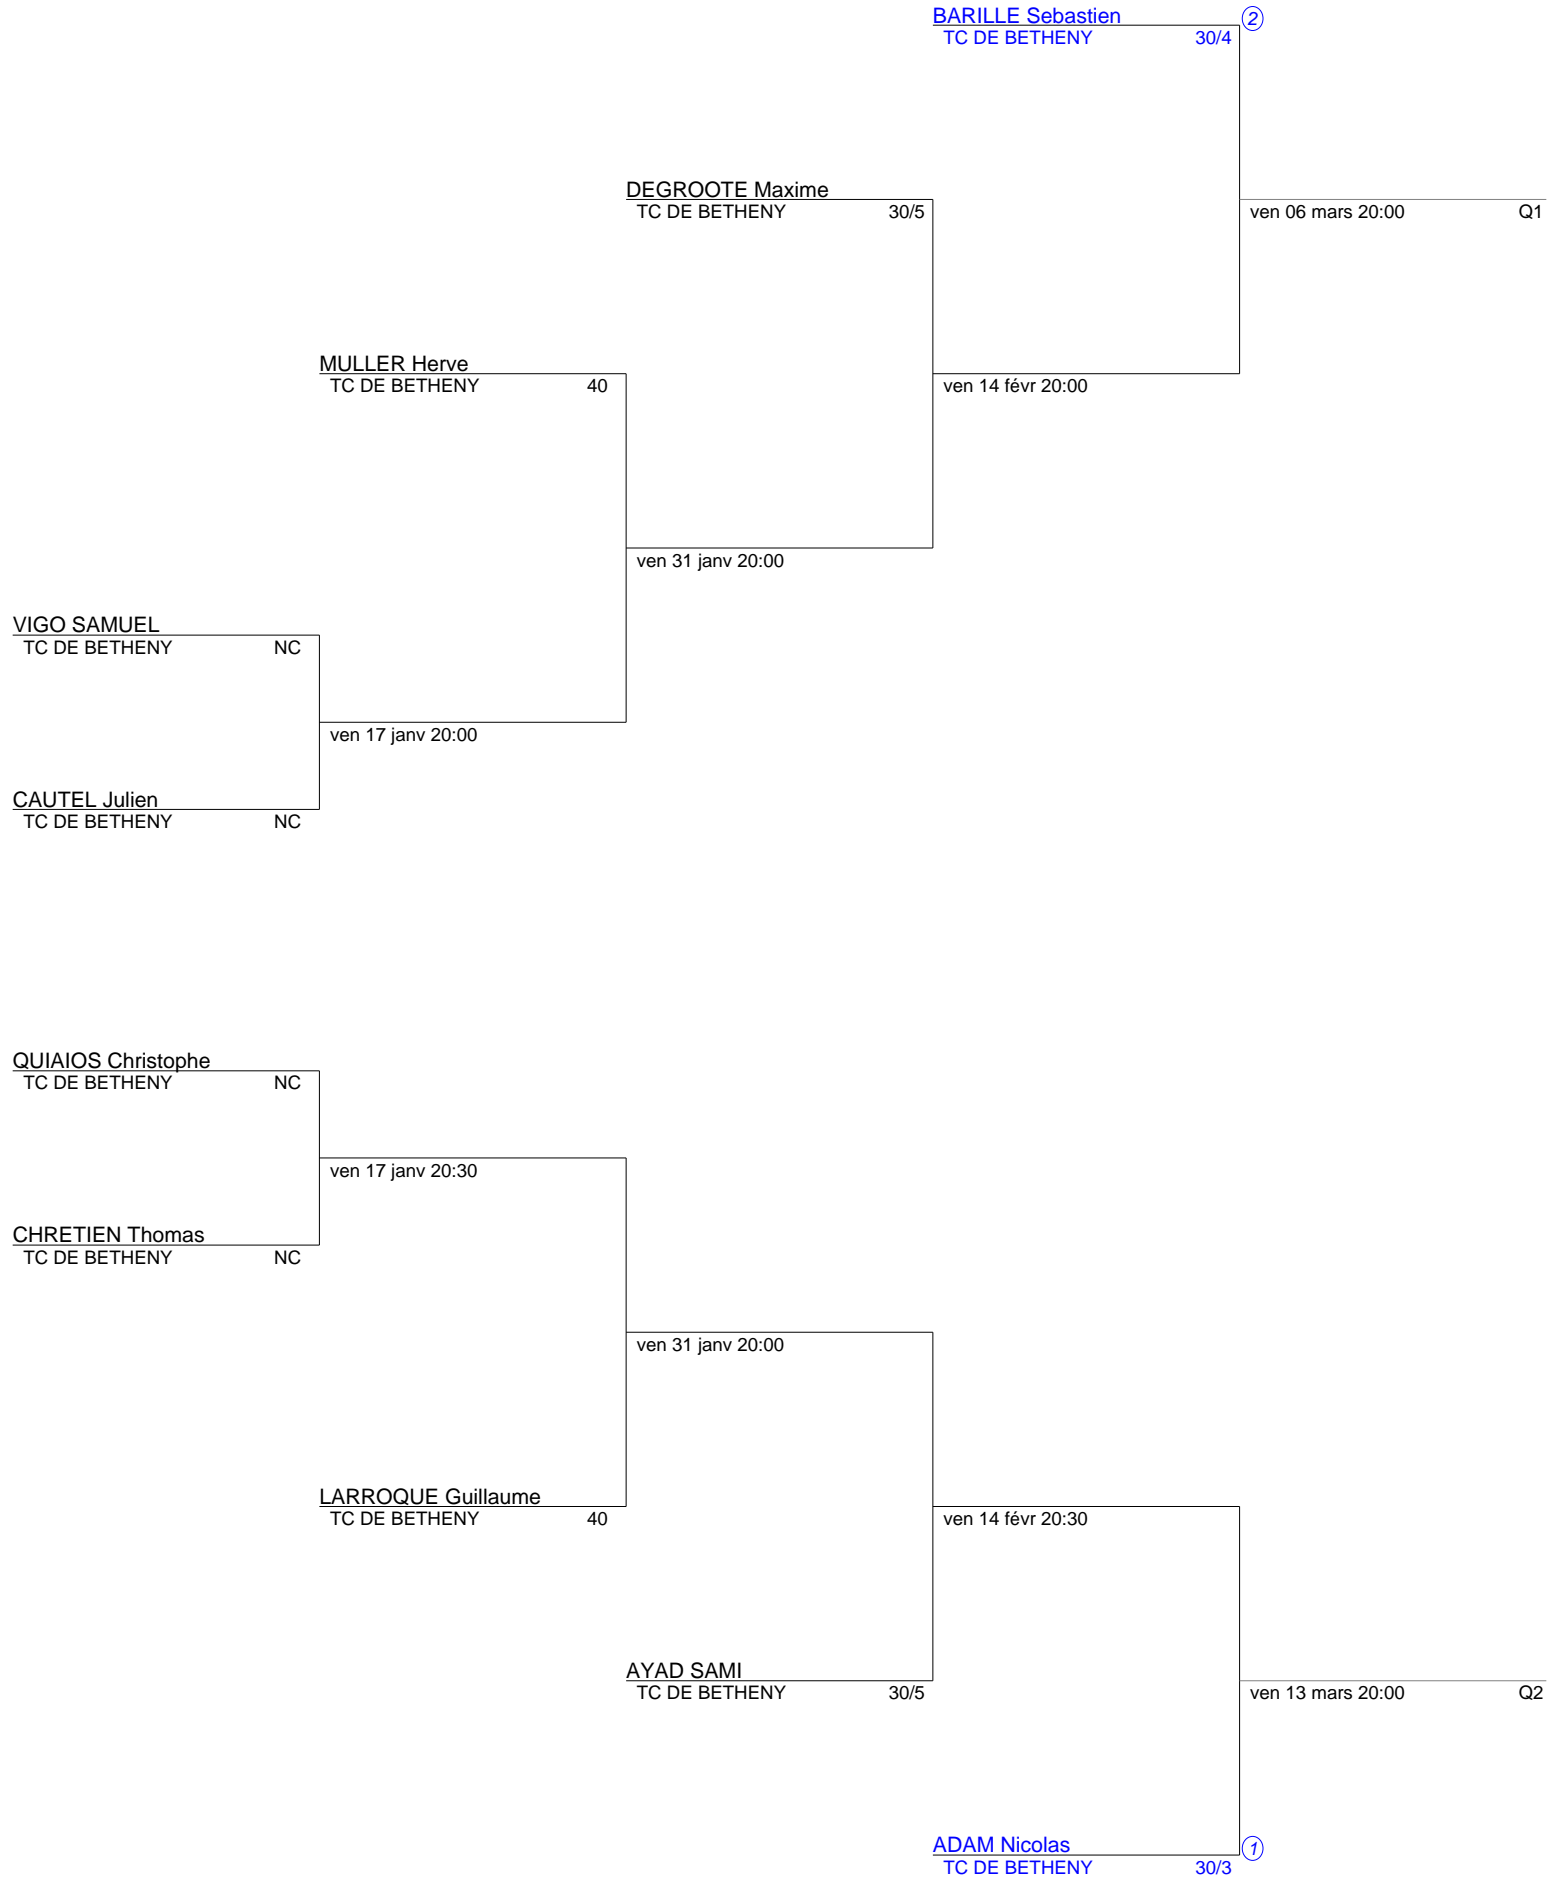 BARILLE Sebastien 2
TC DE BETHENY 30/4
DEGROOTE Maxime
TC DE BETHENY 30/5
ven 06 mars 20:00 Q1
MULLER Herve
TC DE BETHENY 40
ven 14 févr 20:00
ven 31 janv 20:00
VIGO SAMUEL
TC DE BETHENY NC
ven 17 janv 20:00
CAUTEL Julien
TC DE BETHENY NC
QUIAIOS Christophe
TC DE BETHENY NC
ven 17 janv 20:30
CHRETIEN Thomas
TC DE BETHENY NC
ven 31 janv 20:00
LARROQUE Guillaume
TC DE BETHENY 40
ven 14 févr 20:30
AYAD SAMI
TC DE BETHENY 30/5
ven 13 mars 20:00 Q2
ADAM Nicolas 1
TC DE BETHENY 30/3